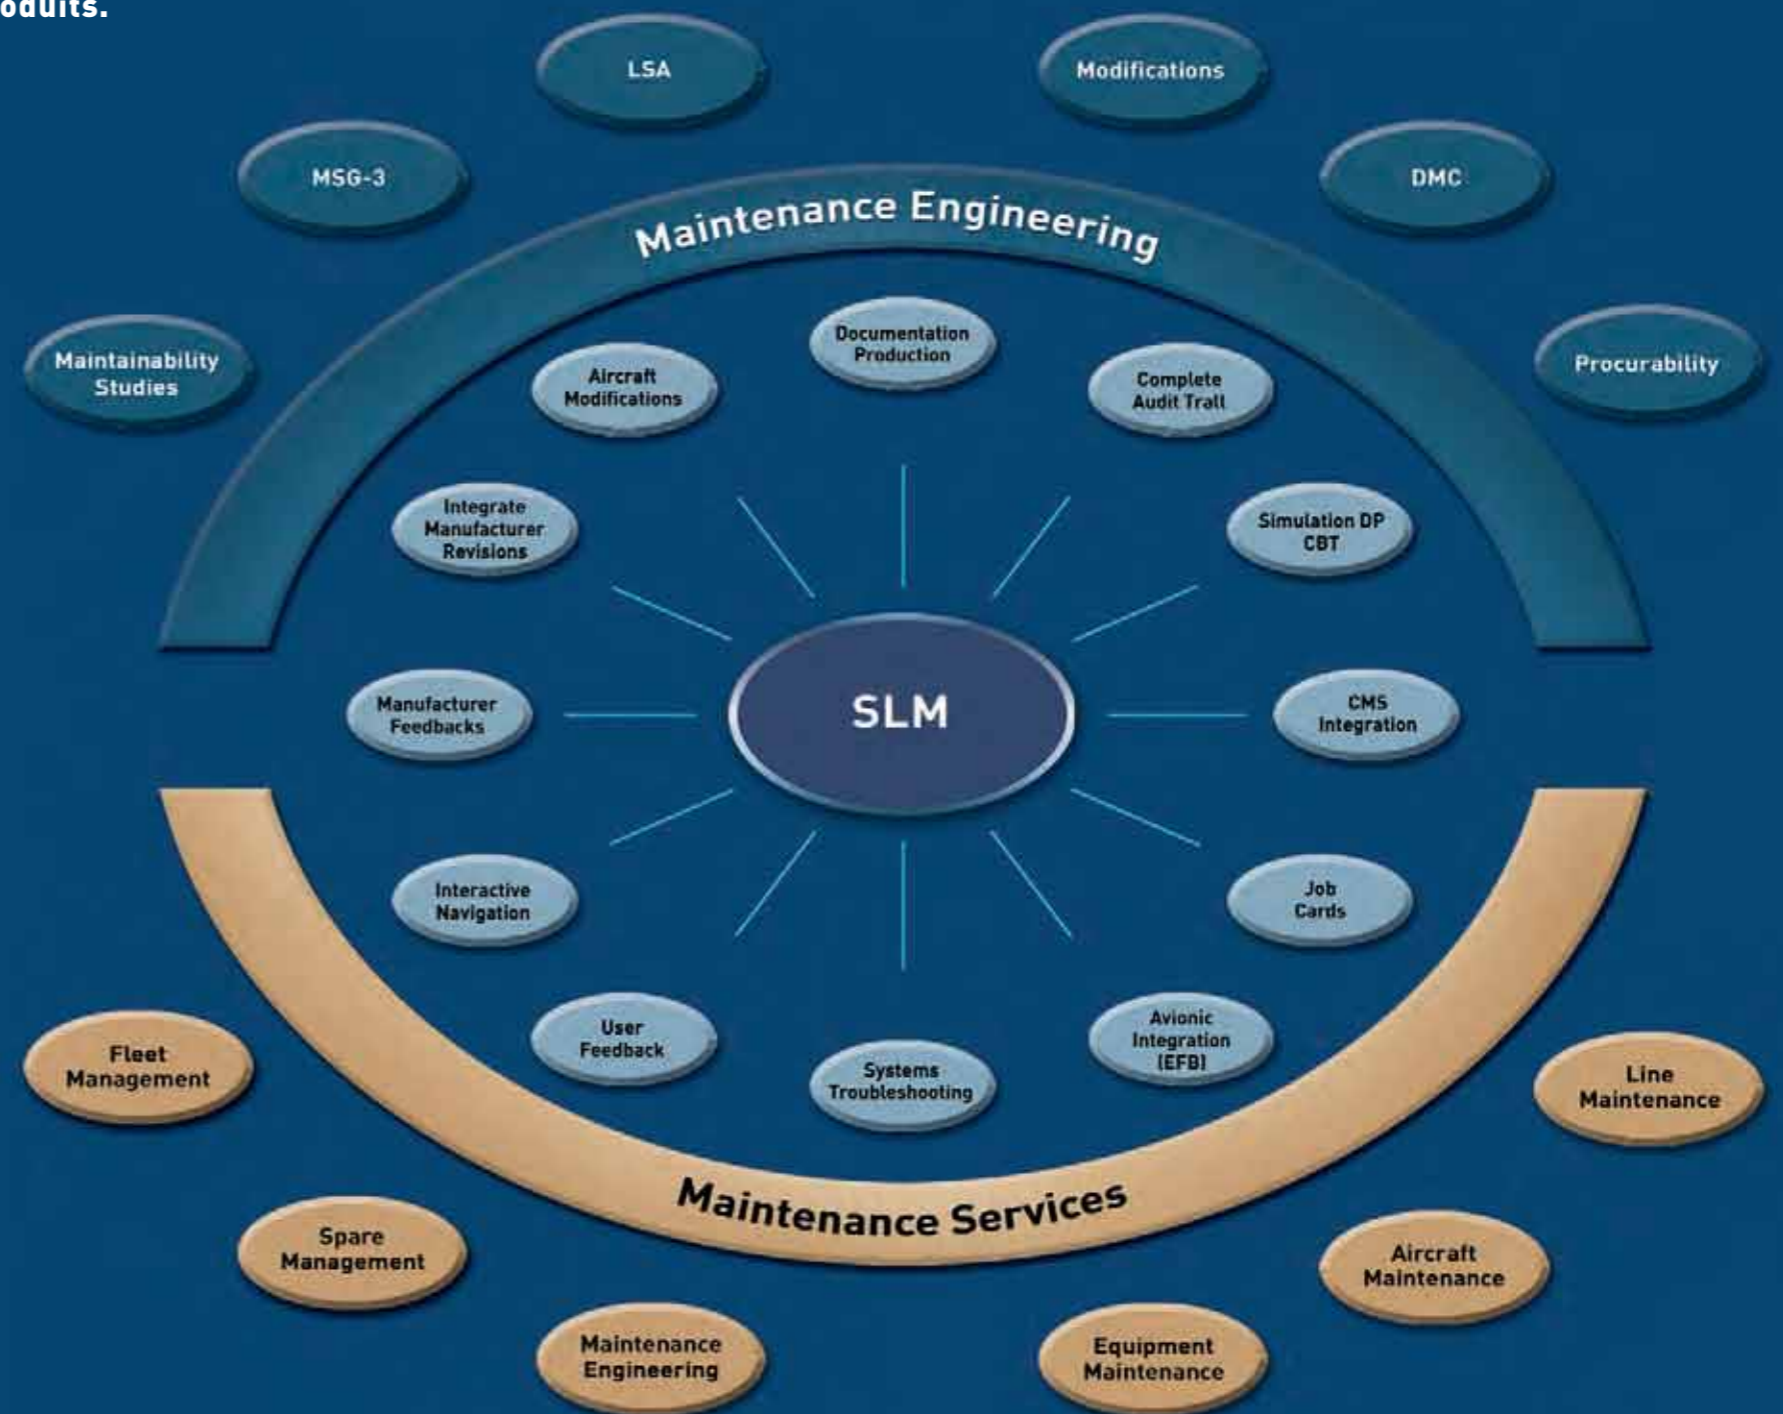 oduits.
LSA
Modifications
MSG-3
DMC
Maintenance Engineering
Maintainability
Studies
Procurability
Documentation
Production
Aircraft
Modifications
Complete
Audit Trall
Integrate
Manufacturer
Revisions
Simulation DP
CBT
Manufacturer
Feedbacks
SLM
CMS
Integration
Interactive
Navigation
Job
Cards
User
Feedback
Systems
Troubleshooting
Avionic
Integration
(EFB)
Fleet
Management
Line
Maintenance
Maintenance Services
Spare
Management
Aircraft
Maintenance
Maintenance
Engineering
Equipment
Maintenance